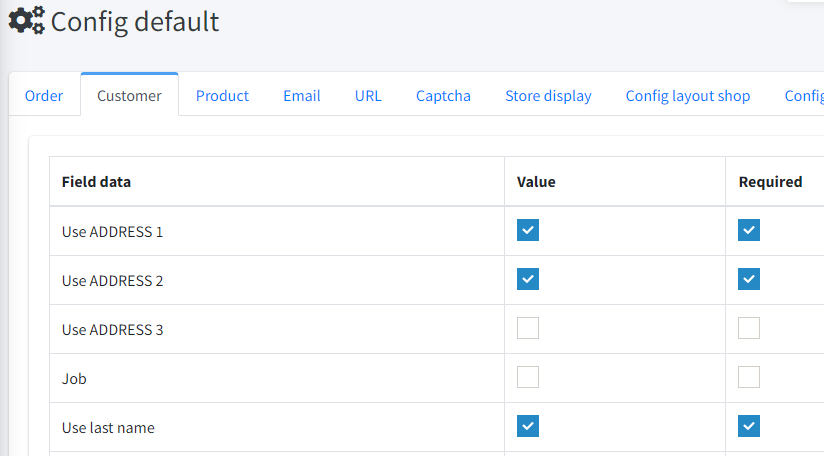 Config default
Order Customer Product Email URL Captcha Store display Config layout shop Config
Field data Value Required
Use ADDRESS 1
Use ADDRESS 2
Use ADDRESS 3
Job
Use last name